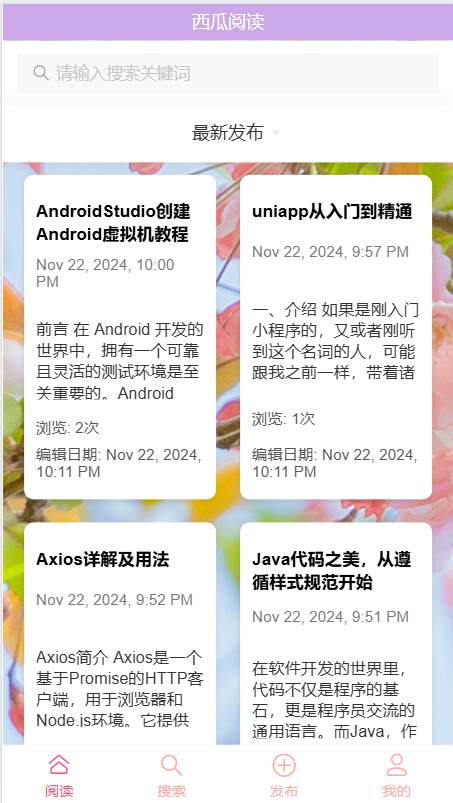 西瓜阅读
请输入搜索关键词
最新发布
AndroidStudio创建
Android虚拟机教程
Nov 22, 2024, 10:00
PM
前言 在 Android 开发的
世界中，拥有一个可靠
且灵活的测试环境是至
关重要的。Android
浏览: 2次
编辑日期: Nov 22, 2024,
10:11 PM
uniapp从入门到精通
Nov 22, 2024, 9:57 PM
一、介绍 如果是刚入门
小程序的，又或者刚听
到这个名词的人，可能
跟我之前一样，带着诸
浏览: 1次
编辑日期: Nov 22, 2024,
10:11 PM
Axios详解及用法
Nov 22, 2024, 9:52 PM
Axios简介 Axios是一个
基于Promise的HTTP客
户端，用于浏览器和
Node.js环境。它提供
Java代码之美，从遵
循样式规范开始
Nov 22, 2024, 9:51 PM
在软件开发的世界里，
代码不仅是程序的基
石，更是程序员交流的
通用语言。而Java，作
阅读
搜索
发布
我的